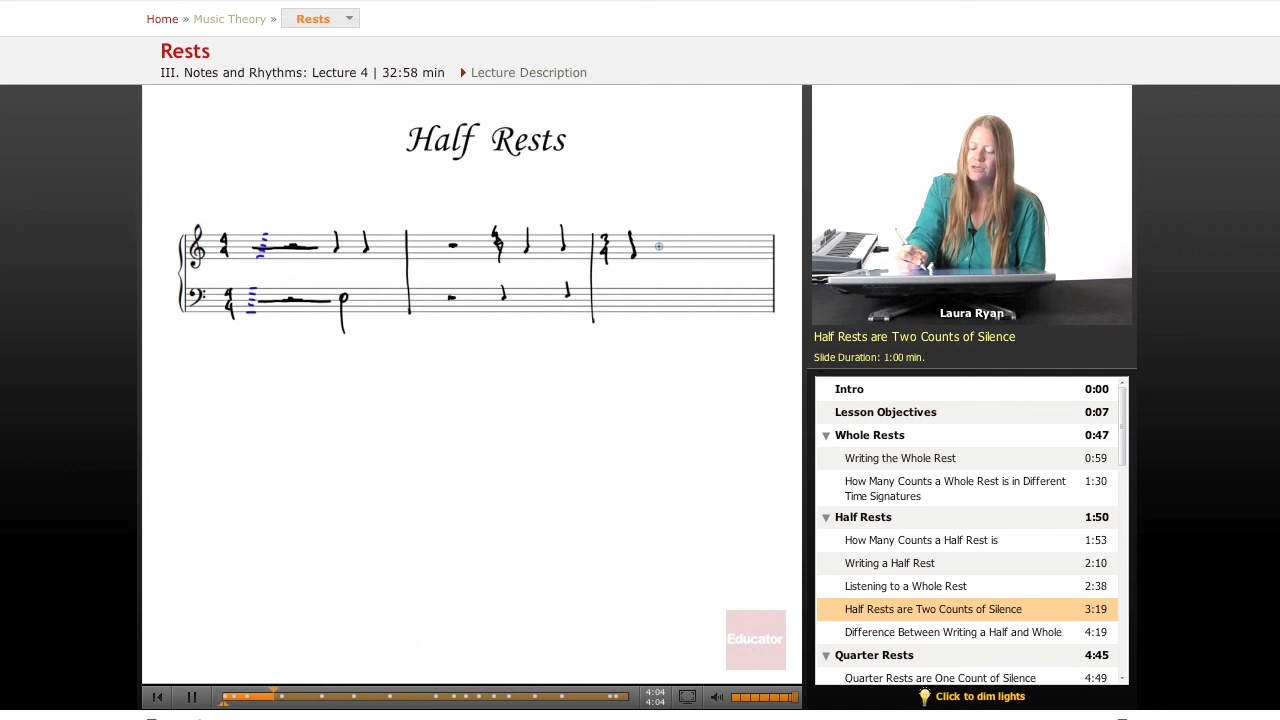 Home » Music Theory » Rests
Rests
III. Notes and Rhythms: Lecture 4 | 32:58 min Lecture Description
Half Rests
4
4
3
4
4
4
Laura Ryan
Half Rests are Two Counts of Silence
Slide Duration: 1:00 min.
Intro 0:00
Lesson Objectives 0:07
Whole Rests 0:47
Writing the Whole Rest 0:59
How Many Counts a Whole Rest is in Different 1:30
Time Signatures
Half Rests 1:50
How Many Counts a Half Rest is 1:53
Writing a Half Rest 2:10
Listening to a Whole Rest 2:38
Half Rests are Two Counts of Silence 3:19
Difference Between Writing a Half and Whole 4:19
Quarter Rests 4:45
Quarter Rests are One Count of Silence 4:49
Educator
4:04
4:04
Click to dim lights